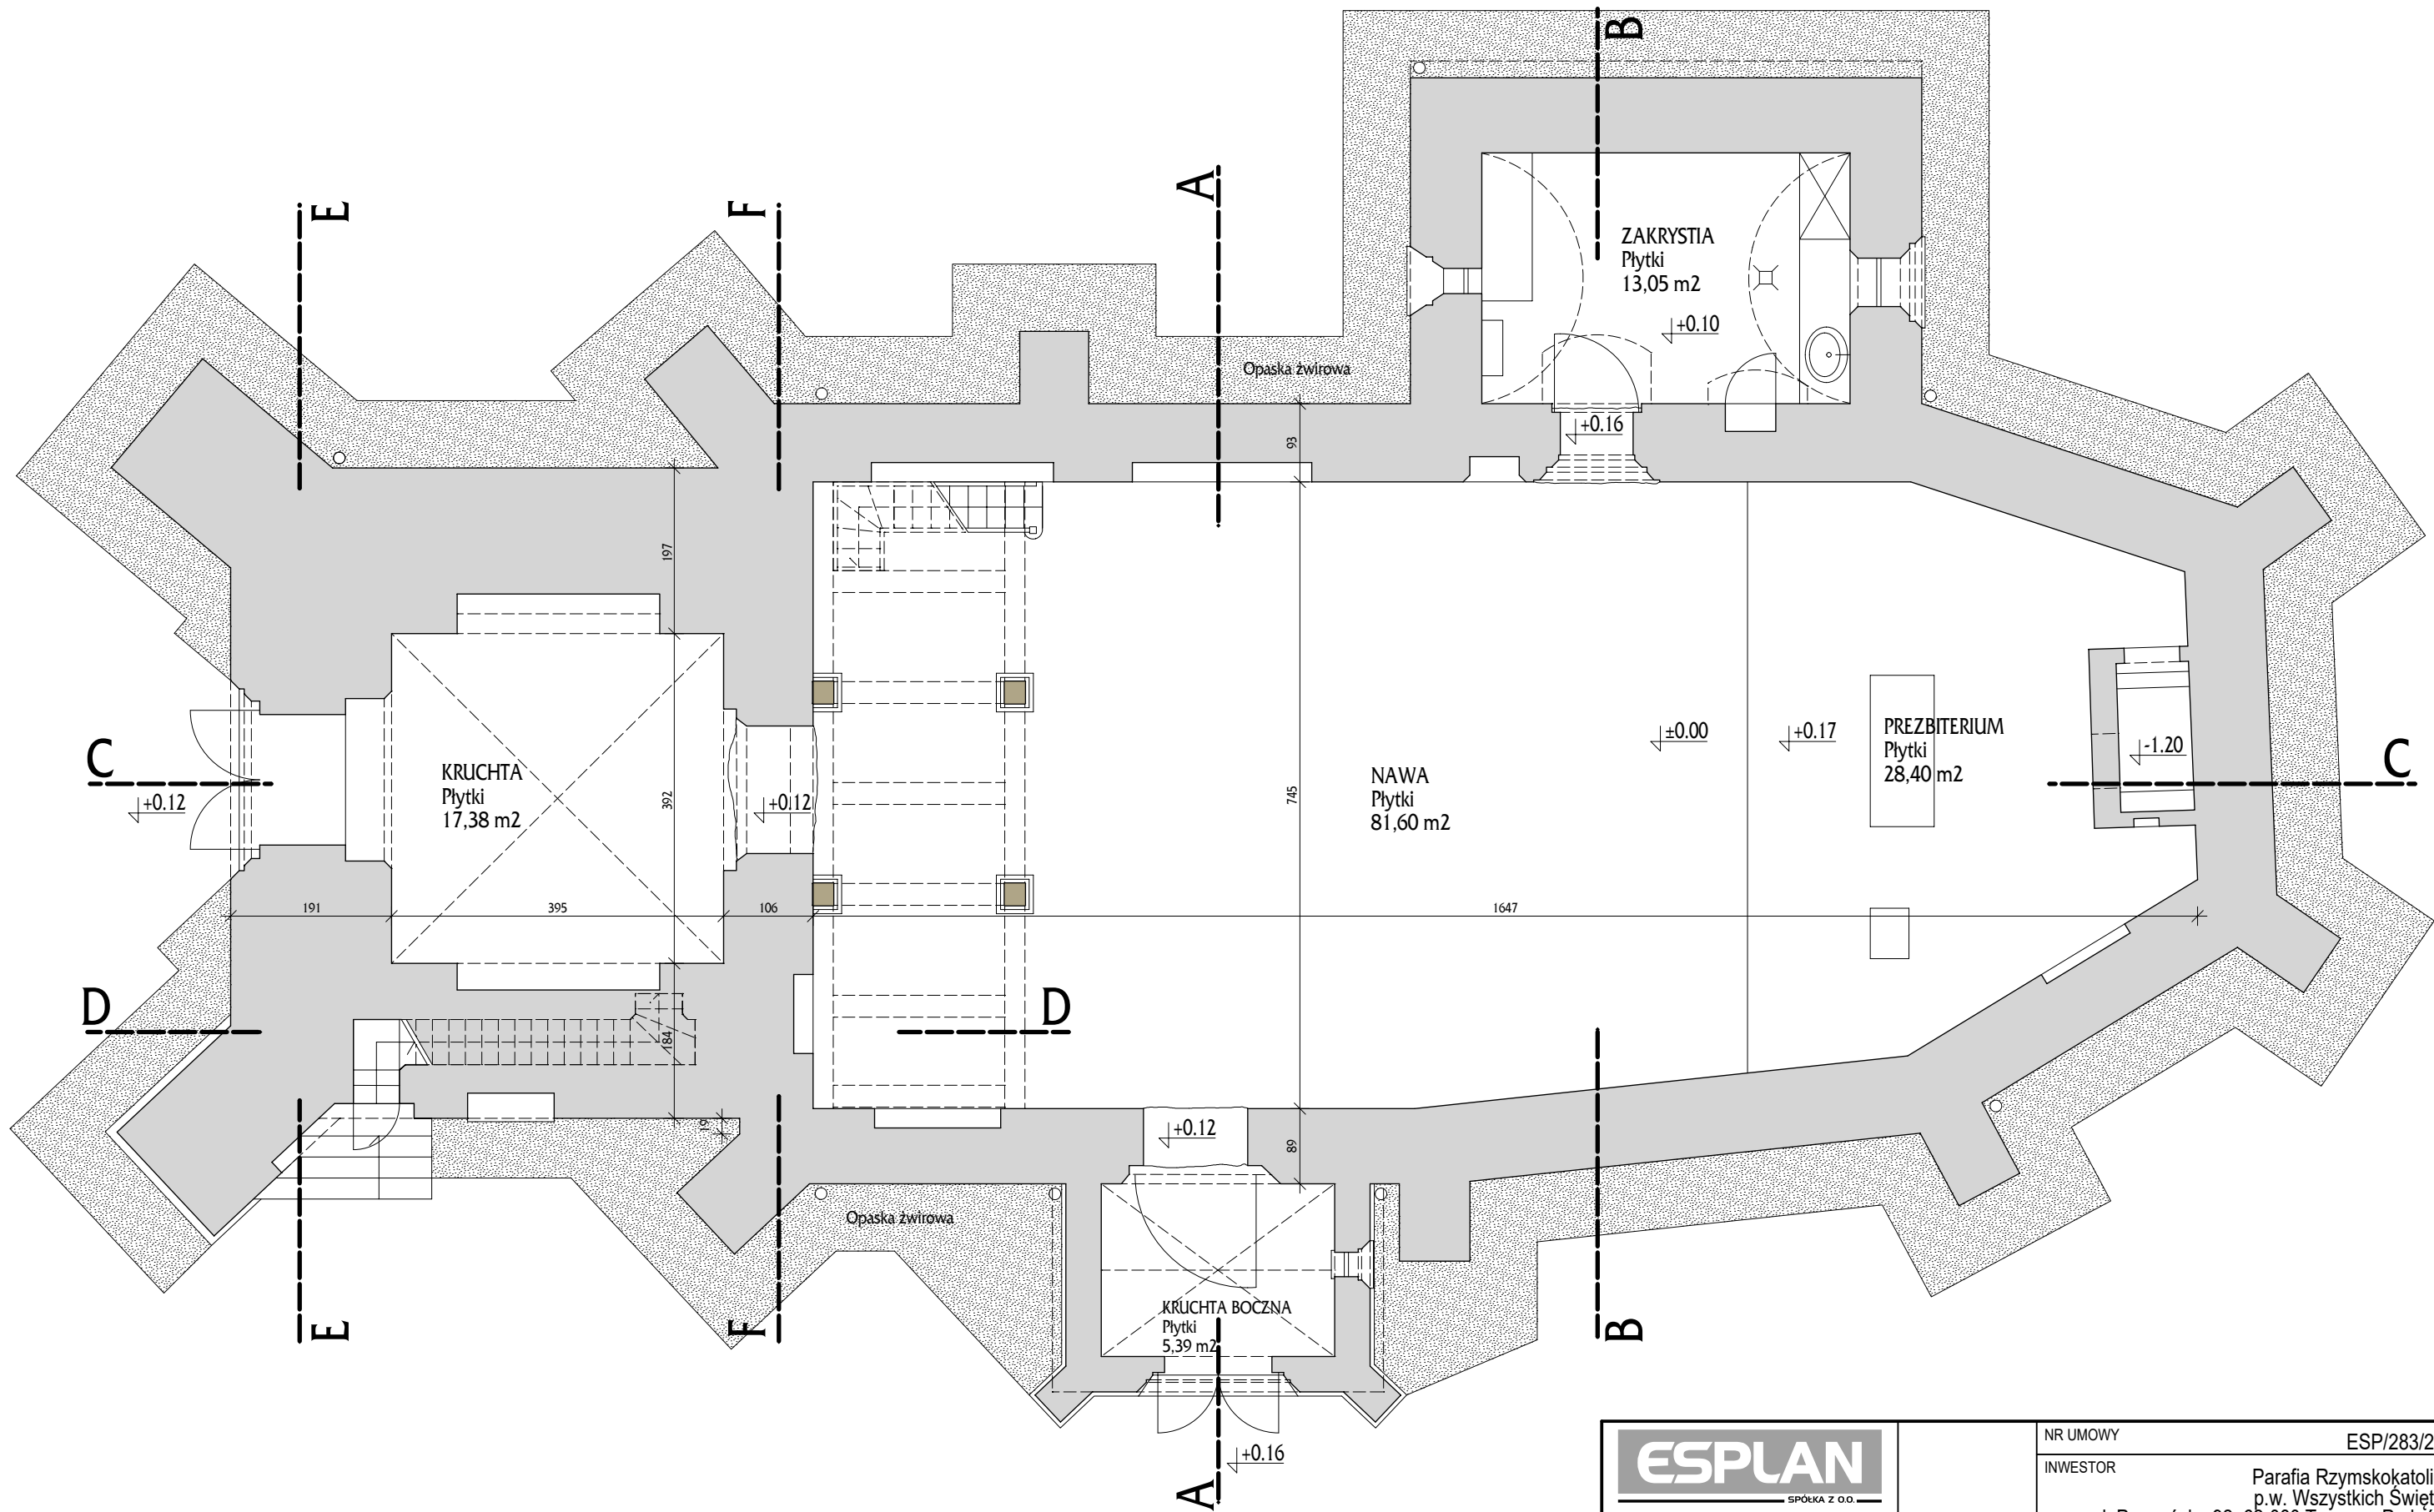 B
A
E
F
ZAKRYSTIA
Płytki
13,05 m2
+0.10
Opaska żwirowa
+0.16
93
197
C
+0.12
KRUCHTA
Płytki
17,38 m2
392
+0.12
NAWA
Płytki
81,60 m2
745
±0.00
+0.17
PREZBITERIUM
Płytki
28,40 m2
-1.20
C
191
395
106
1647
D
D
184
19
+0.12
89
Opaska żwirowa
KRUCHTA BOCZNA
Płytki
5,39 m2
E
F
B
+0.16
A
ESPLAN
SPÓŁKA Z O.O.
NR UMOWY
ESP/283/2
INWESTOR
Parafia Rzymskokatoli
p.w. Wszystkich Święt